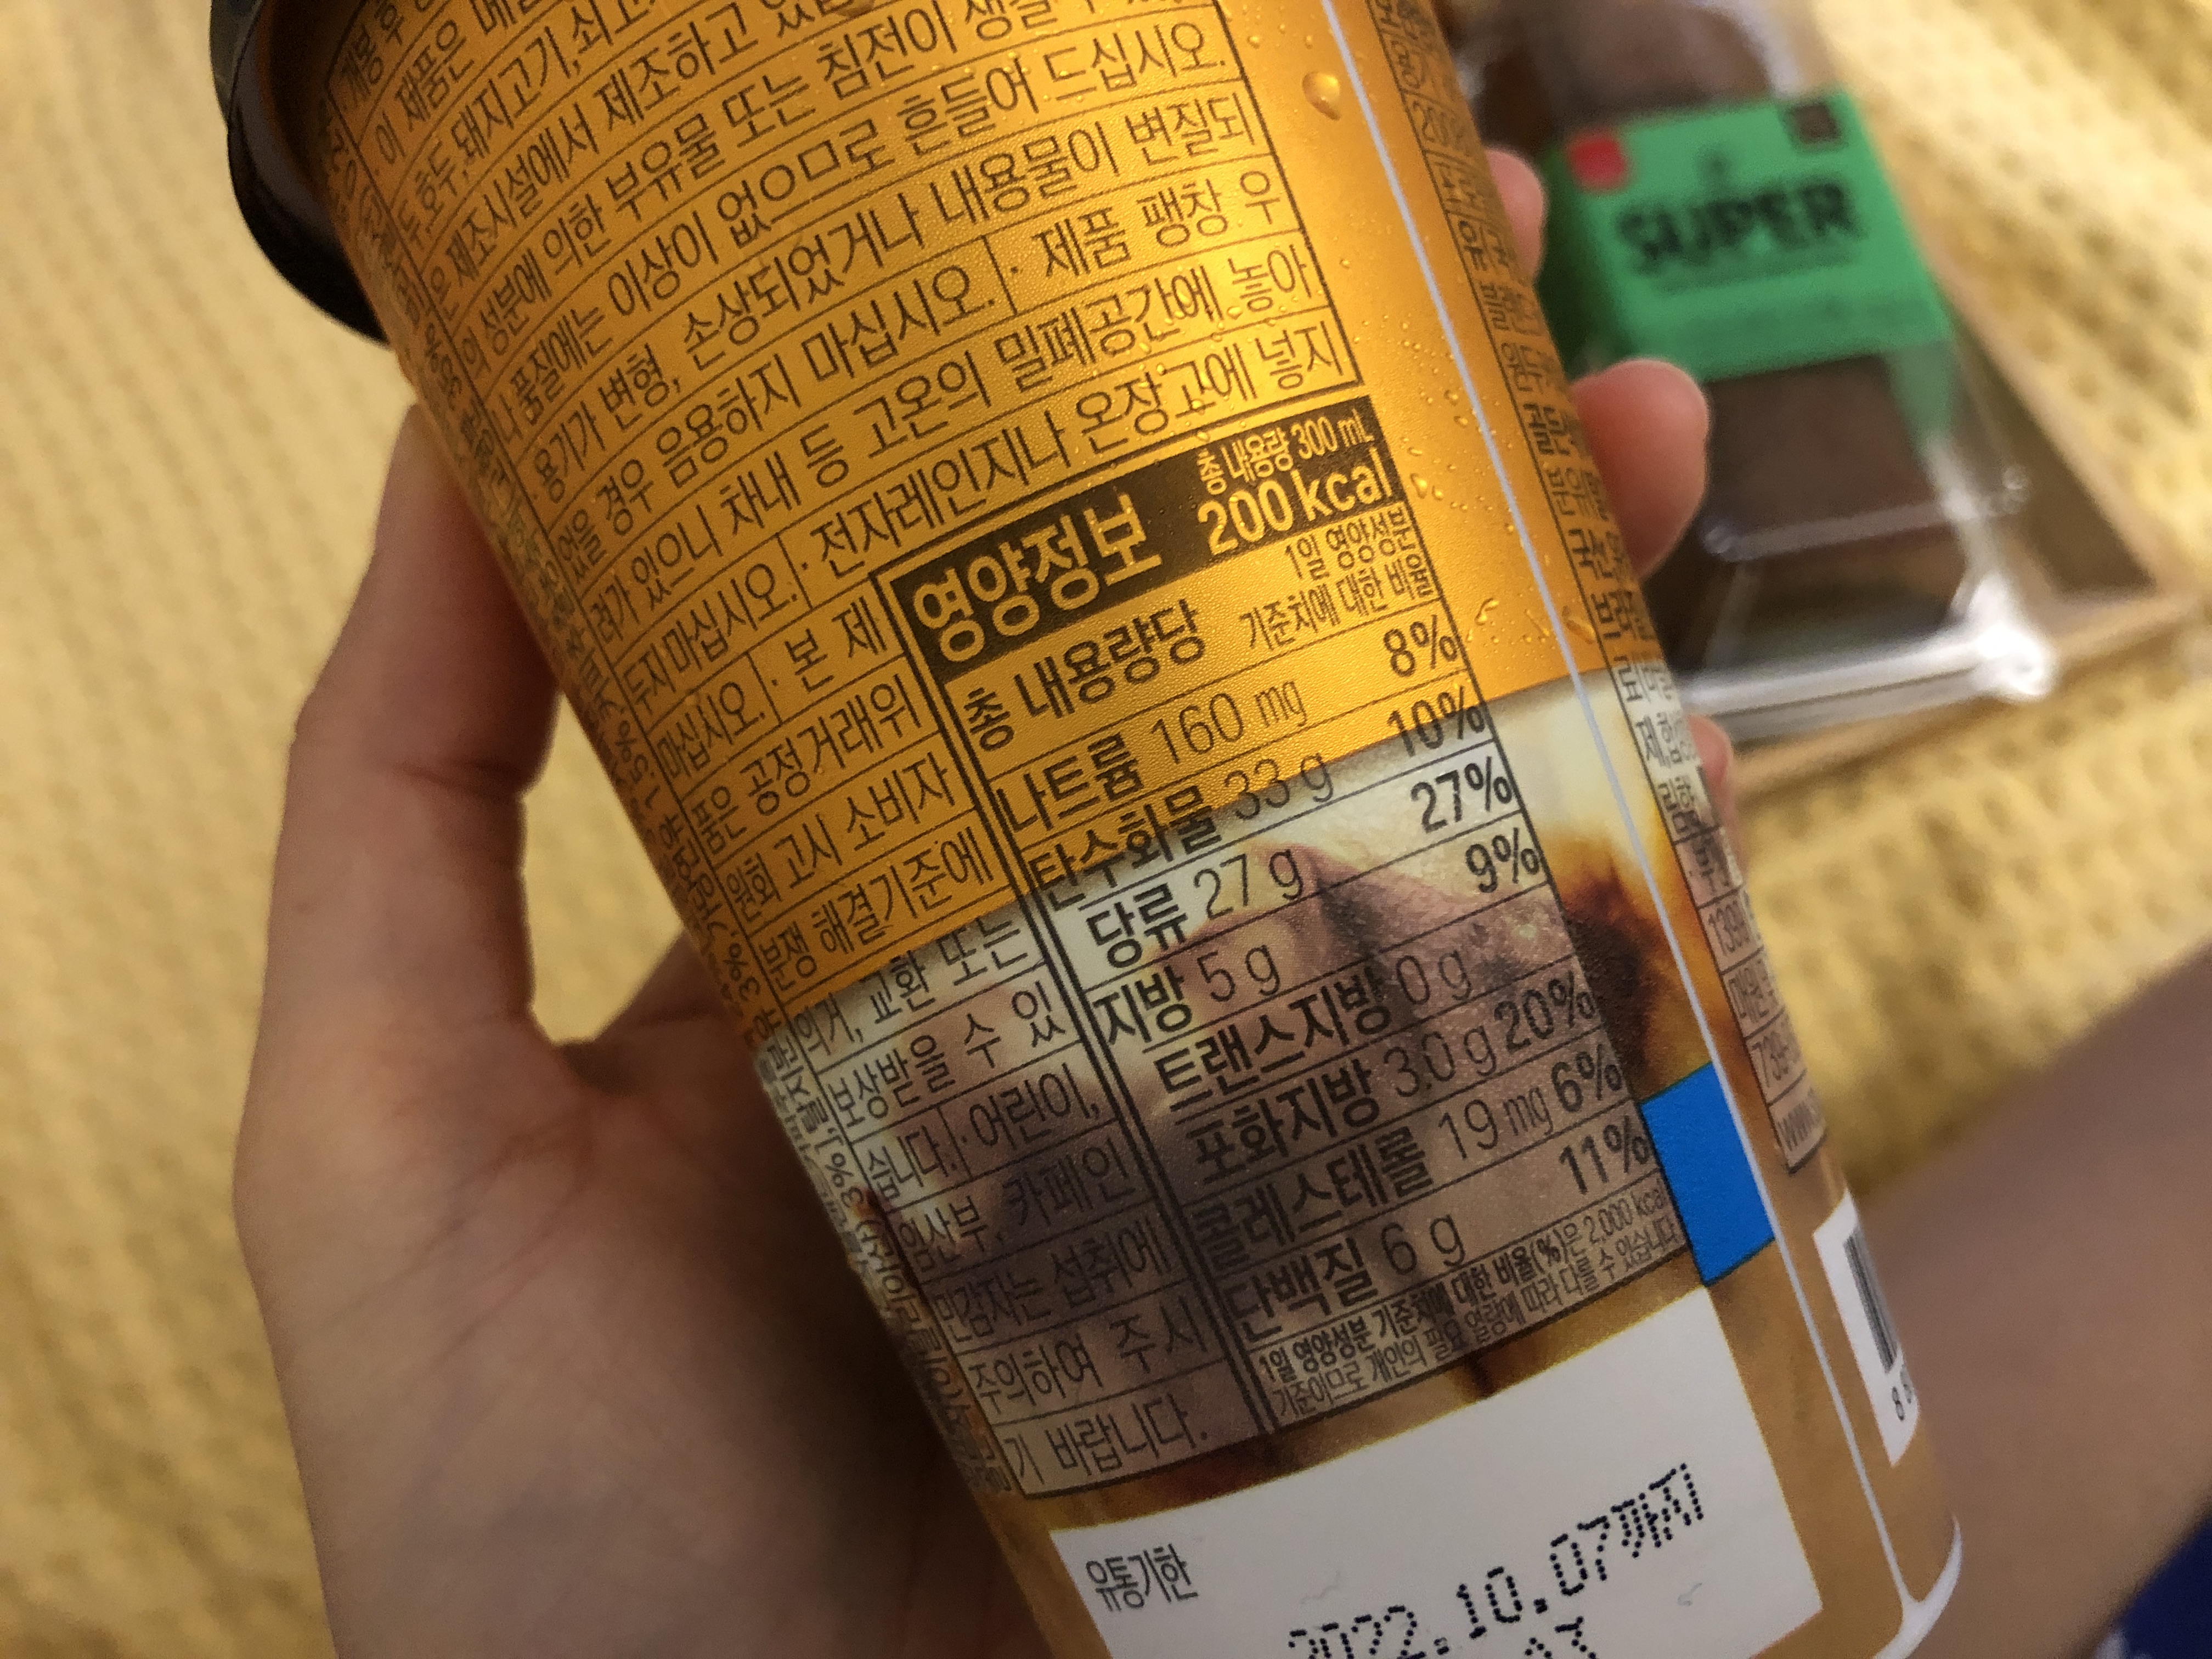 개봉 후
이 제품은 메밀
두, 호두, 돼지고기, 쇠고
은 제조시설에서 제조하고 있습
의 성분에 의한 부유물 또는 침전이 생길 수
나 품질에는 이상이 없으므로 흔들어 드십시오.
·용기가 변형, 손상되었거나 내용물이 변질되
있을 경우 음용하지 마십시오. · 제품 팽창 우
려가 있으니 차내 등 고온의 밀폐공간에 놓아
두지 마십시오. · 전자레인지나 온장고에 넣지
마십시오. · 본 제
품은 공정거래위
원회 고시 소비자
분쟁 해결기준에
의거, 교환 또는
보상받을 수 있
습니다. · 어린이,
임산부, 카페인
민감자는 섭취에
주의하여 주시
기 바랍니다.
영양정보
총 내용량 300 mL
200 kcal
총 내용량당
1일 영양성분
기준치에 대한 비율
나트륨 160 mg 8%
탄수화물 33 g 10%
당류 27 g 27%
지방 5 g 9%
트랜스지방 0 g
포화지방 3.0 g 20%
콜레스테롤 19 mg 6%
단백질 6 g 11%
1일 영양성분 기준치에 대한 비율(%)은 2,000 kcal
기준이므로 개인의 필요 열량에 따라 다를 수 있습니다.
유통기한
2022.10.07까지
SUPER